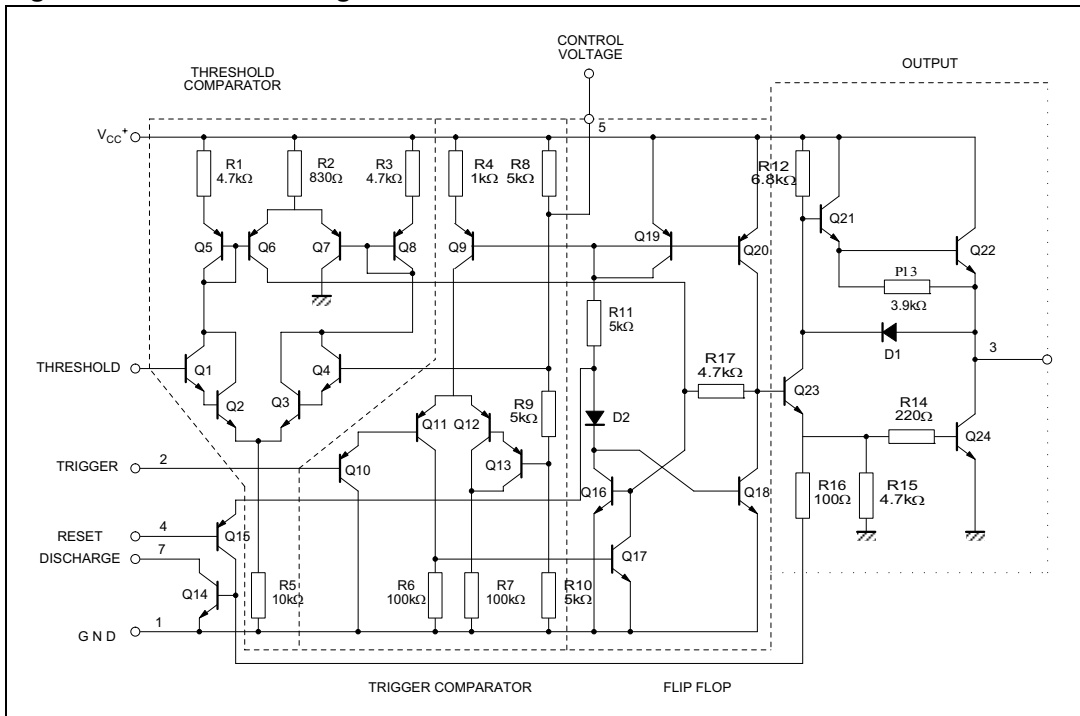 CONTROL
VOLTAGE
OUTPUT
THRESHOLD
COMPARATOR
5
VCC+
R1
4.7kΩ
R2
830Ω
R3
4.7kΩ
R4
1kΩ
R8
5kΩ
R12
6.8kΩ
Q5
Q6
Q7
Q8
Q9
Q19
Q20
Q21
Q22
P13
3.9kΩ
R11
5kΩ
D1
3
R17
4.7kΩ
THRESHOLD
Q1
Q2
Q3
Q4
Q23
R9
5kΩ
R14
220Ω
D2
Q11
Q12
Q24
TRIGGER
2
Q10
Q13
Q16
Q18
R16
100Ω
R15
4.7kΩ
RESET
4
Q15
DISCHARGE
7
Q17
Q14
R5
10kΩ
R6
100kΩ
R7
100kΩ
R10
5kΩ
GND
1
TRIGGER COMPARATOR
FLIP FLOP